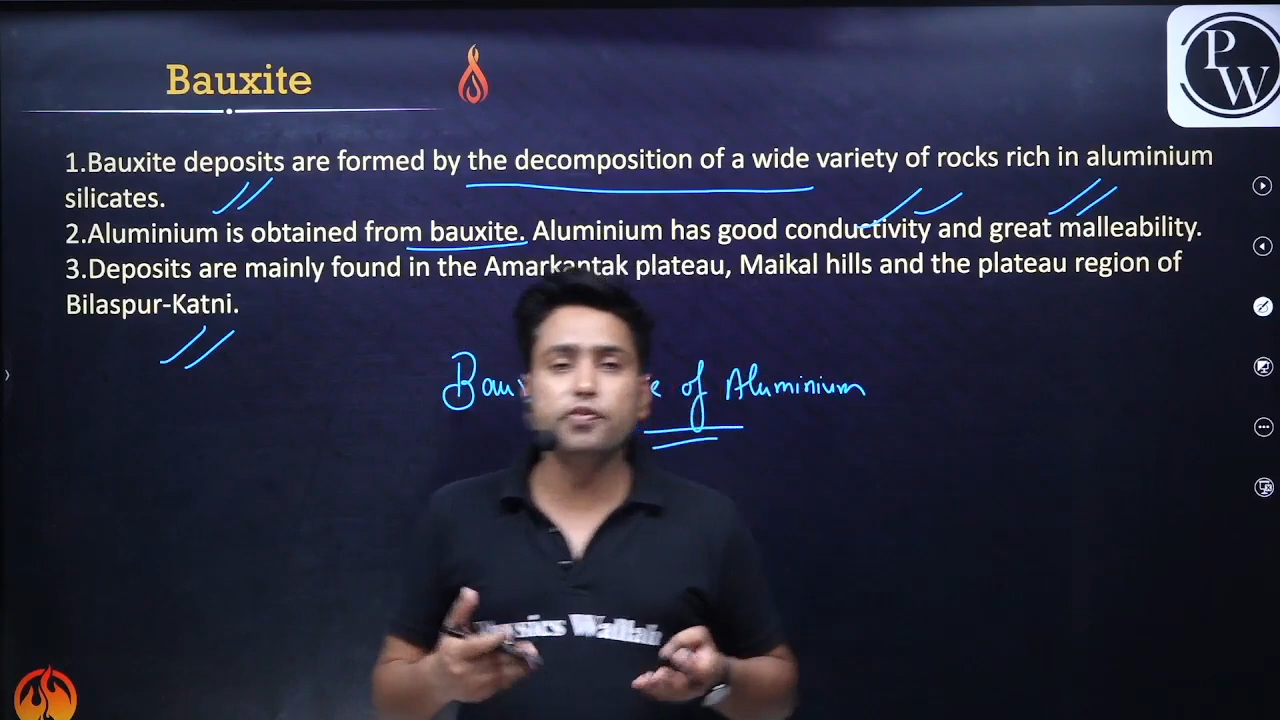 Bauxite
P
W
1.Bauxite deposits are formed by the decomposition of a wide variety of rocks rich in aluminium
silicates.
2.Aluminium is obtained from bauxite. Aluminium has good conductivity and great malleability.
3.Deposits are mainly found in the Amarkantak plateau, Maikal hills and the plateau region of
Bilaspur-Katni.
of Aluminium
Wallah